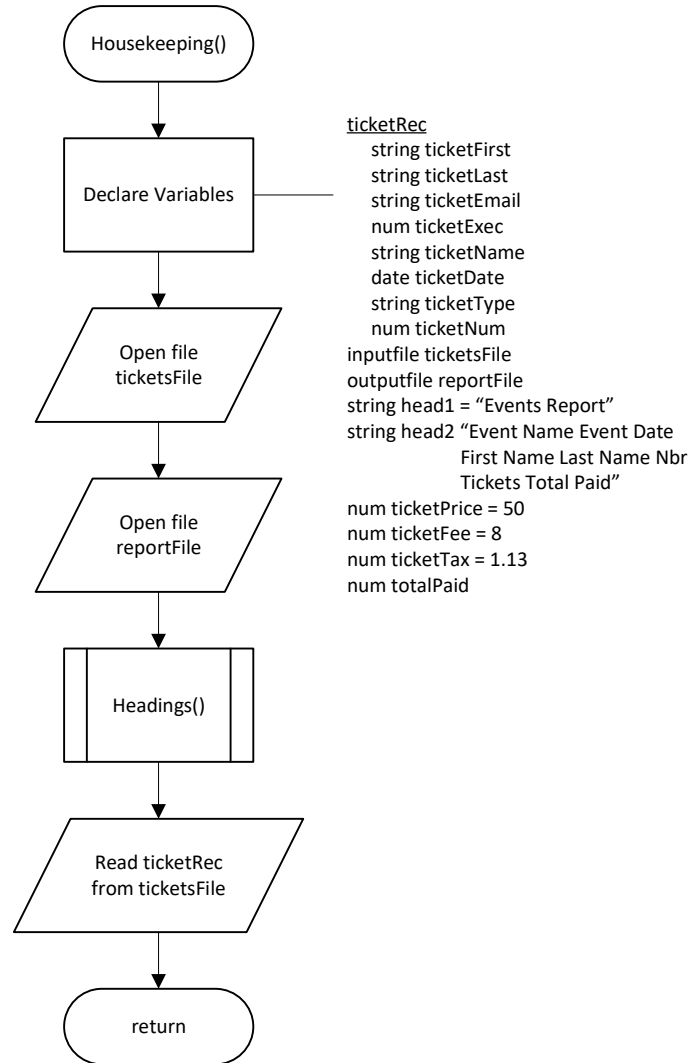 Housekeeping()
Declare Variables
ticketRec
string ticketFirst
string ticketLast
string ticketEmail
num ticketExec
string ticketName
date ticketDate
string ticketType
num ticketNum
inputfile ticketsFile
outputfile reportFile
string head1 = “Events Report”
string head2 “Event Name Event Date
First Name Last Name Nbr
Tickets Total Paid”
num ticketPrice = 50
num ticketFee = 8
num ticketTax = 1.13
num totalPaid
Open file
ticketsFile
Open file
reportFile
Headings()
Read ticketRec
from ticketsFile
return